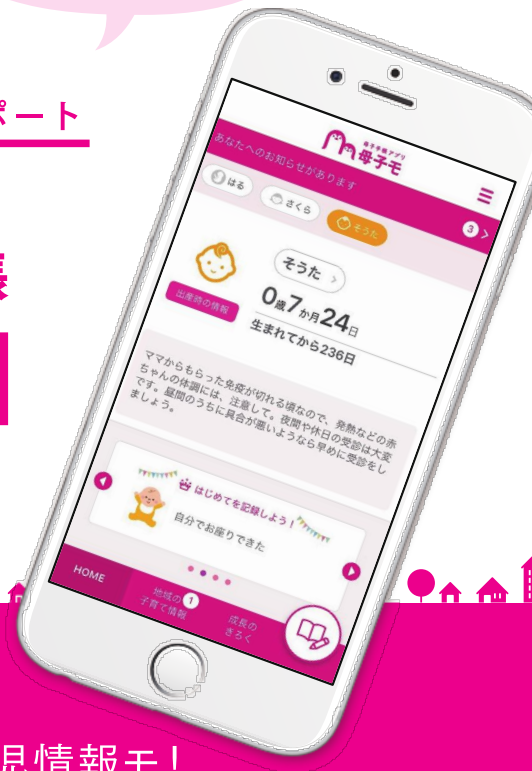 ポート
帳
母子手帳アプリ
母子モ
あなたへのお知らせがあります
3
はる
さくら
そうた
そうた
0歳7か月24日
生まれてから236日
出産時の情報
ママからもらった免疫が切れる頃なので、発熱などの赤
ちゃんの体調には、注意して。夜間や休日の受診は大変
です。昼間のうちに具合が悪いようなら早めに受診をし
ましょう。
はじめてを記録しよう!
自分でお座りできた
HOME
地域の
子育て情報
1
成長の
きろく
児情報モ!